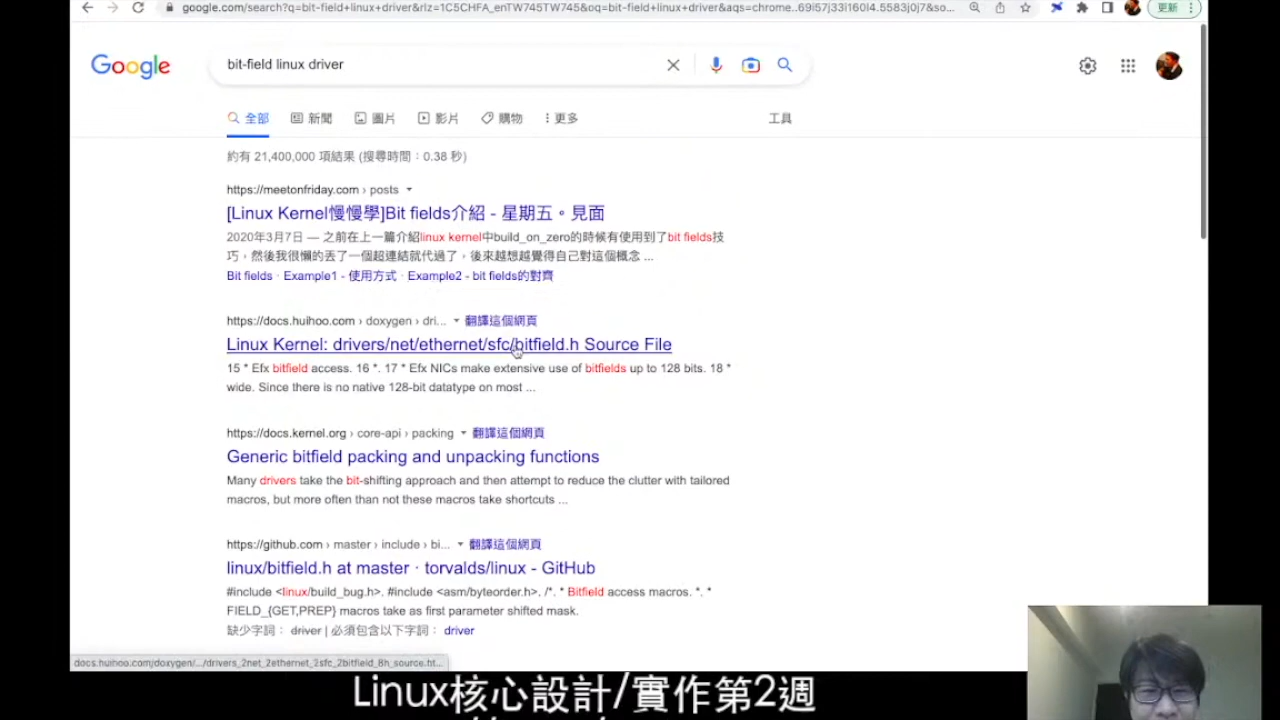 google.com/search?q=bit-field+linux+driver&rlz=1C5CHFA_enTW745TW745&oq=bit-field+linux+driver&aqs=chrome..69i57j33i160l4.5583j0j7&so...
更新
Google
bit-field linux driver
全部 新聞 圖片 影片 購物 更多 工具
約有 21,400,000 項結果 (搜尋時間：0.38 秒)
https://meetonfriday.com › posts
[Linux Kernel慢慢學]Bit fields介紹 - 星期五。見面
2020年3月7日 — 之前在上一篇介紹linux kernel中build_on_zero的時候有使用到了bit fields技
巧，然後我很懶的丟了一個超連結就代過了，後來越想越覺得自己對這個概念 ...
Bit fields · Example1 - 使用方式 · Example2 - bit fields的對齊
https://docs.huihoo.com › doxygen › dri... 翻譯這個網頁
Linux Kernel: drivers/net/ethernet/sfc/bitfield.h Source File
15 * Efx bitfield access. 16 *. 17 * Efx NICs make extensive use of bitfields up to 128 bits. 18 *
wide. Since there is no native 128-bit datatype on most ...
https://docs.kernel.org › core-api › packing 翻譯這個網頁
Generic bitfield packing and unpacking functions
Many drivers take the bit-shifting approach and then attempt to reduce the clutter with tailored
macros, but more often than not these macros take shortcuts ...
https://github.com › master › include › bi... 翻譯這個網頁
linux/bitfield.h at master · torvalds/linux - GitHub
#include <linux/build_bug.h>. #include <asm/byteorder.h>. /*. * Bitfield access macros. *. *
FIELD_{GET,PREP} macros take as first parameter shifted mask.
缺少字詞： driver | 必須包含以下字詞： driver
docs.huihoo.com/doxygen/.../drivers_2net_2ethernet_2sfc_2bitfield_8h_source.ht...
Linux核心設計/實作第2週